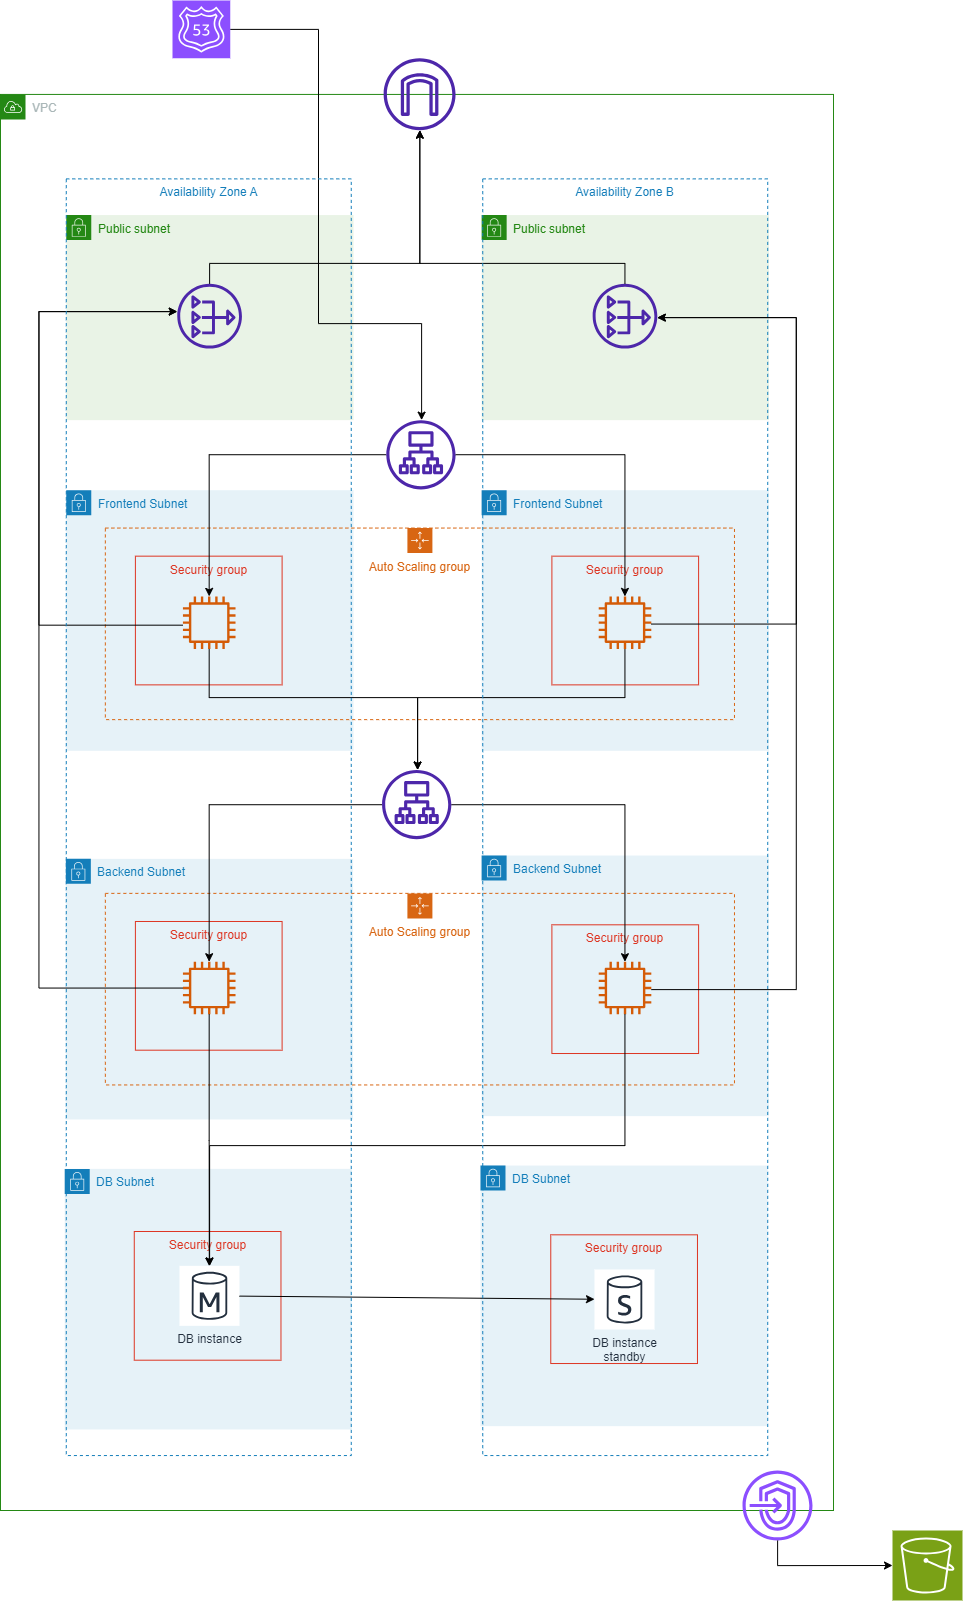 53
VPC
Availability Zone A
Availability Zone B
Public subnet
Public subnet
Frontend Subnet
Frontend Subnet
Auto Scaling group
Security group
Security group
Backend Subnet
Backend Subnet
Auto Scaling group
Security group
Security group
DB Subnet
DB Subnet
Security group
Security group
M
S
DB instance
DB instance
standby